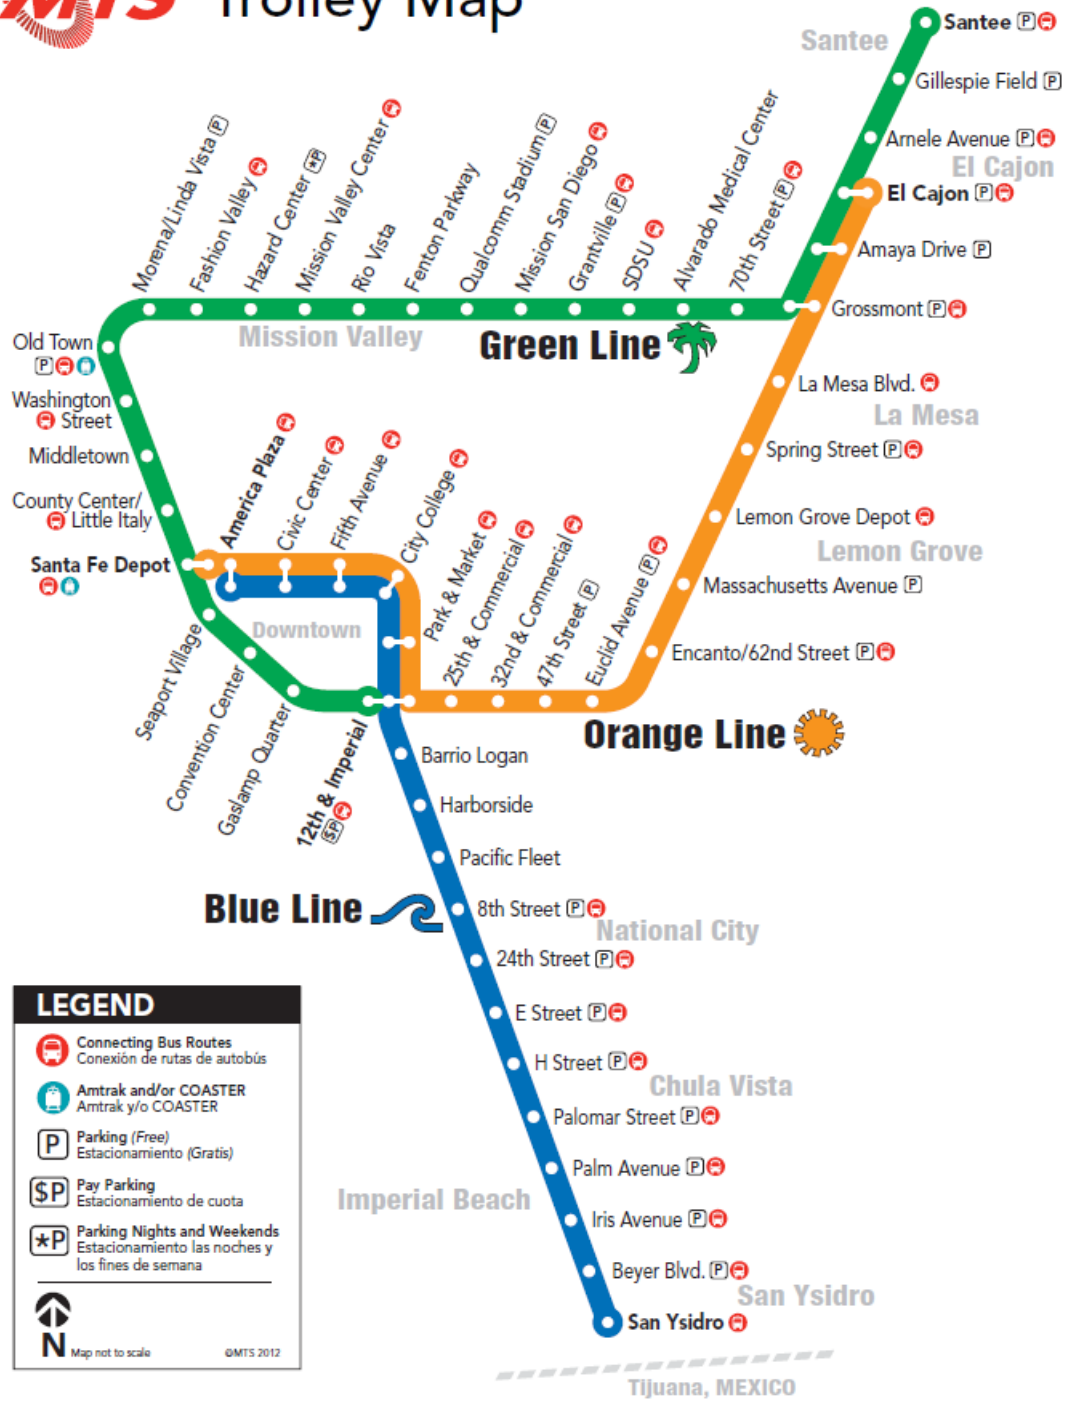 MTS Trolley Map
Santee
Santee P
Gillespie Field P
Arnele Avenue P
El Cajon
El Cajon P
Amaya Drive P
Grossmont P
La Mesa Blvd.
La Mesa
Spring Street P
Lemon Grove Depot
Lemon Grove
Massachusetts Avenue P
Encanto/62nd Street P
Morena/Linda Vista P
Fashion Valley
Hazard Center *P
Mission Valley Center
Rio Vista
Fenton Parkway
Qualcomm Stadium P
Mission San Diego
Grantville P
SDSU
Alvarado Medical Center
70th Street P
Mission Valley
Green Line
Old Town
P
Washington
Street
Middletown
County Center/
Little Italy
Santa Fe Depot
America Plaza
Civic Center
Fifth Avenue
City College
Park & Market
25th & Commercial
32nd & Commercial
47th Street P
Euclid Avenue P
Downtown
Seaport Village
Convention Center
Gaslamp Quarter
12th & Imperial
$P
Orange Line
Barrio Logan
Harborside
Pacific Fleet
Blue Line
8th Street P
National City
24th Street P
E Street P
H Street P
Chula Vista
Palomar Street P
Palm Avenue P
Imperial Beach
Iris Avenue P
Beyer Blvd. P
San Ysidro
San Ysidro
Tijuana, MEXICO
LEGEND
Connecting Bus Routes
Conexión de rutas de autobús
Amtrak and/or COASTER
Amtrak y/o COASTER
P Parking (Free)
Estacionamiento (Gratis)
$P Pay Parking
Estacionamiento de cuota
*P Parking Nights and Weekends
Estacionamiento las noches y
los fines de semana
N Map not to scale ©MTS 2012